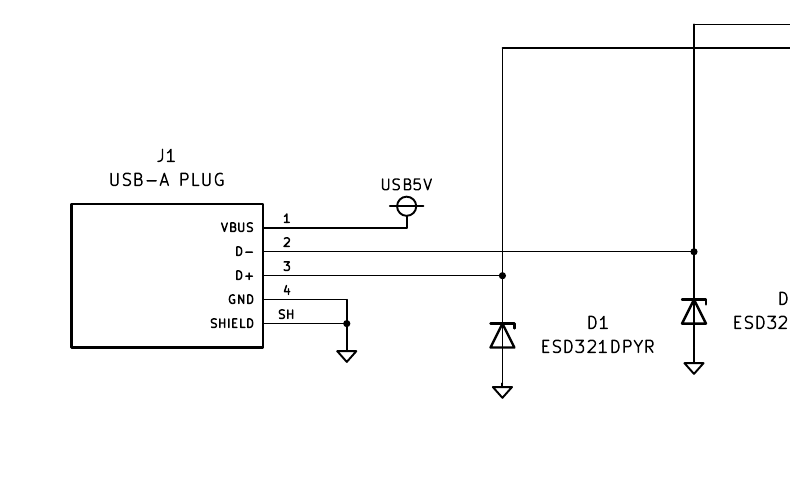 J1
USB-A PLUG
USB5V
VBUS 1
D- 2
D+ 3
GND 4
SHIELD SH
D1
ESD321DPYR
D
ESD32